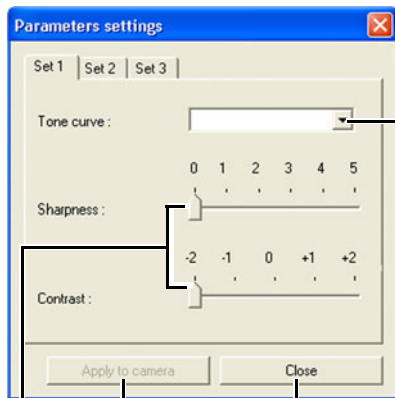 Parameters settings
Set 1 Set 2 Set 3
Tone curve :
0 1 2 3 4 5
Sharpness :
-2 -1 0 +1 +2
Contrast :
Apply to camera Close